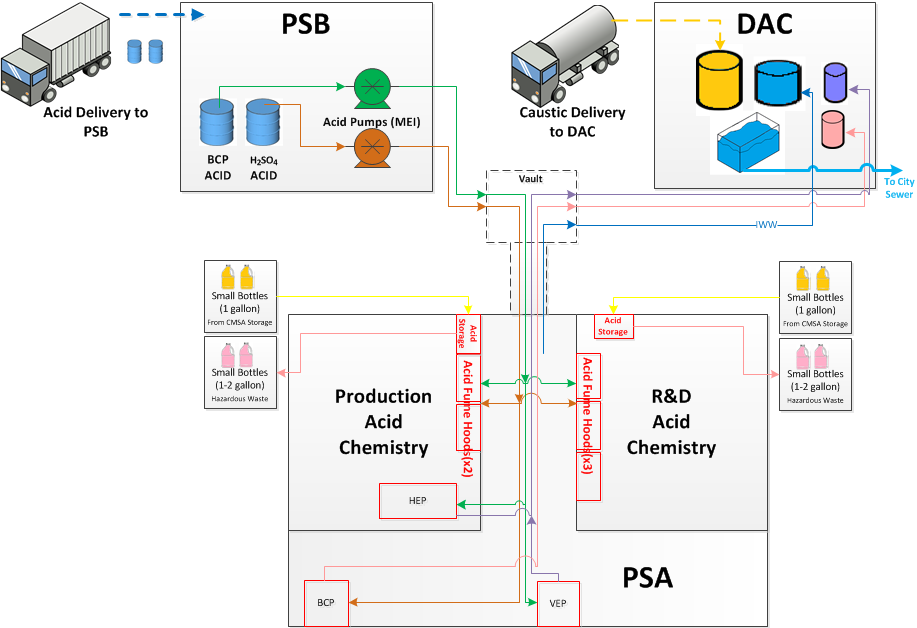 PSB
DAC
Acid Delivery to
PSB
Caustic Delivery
to DAC
Acid Pumps (MEI)
BCP
ACID
H₂SO₄
ACID
To City
Sewer
Vault
IWW
Small Bottles
(1 gallon)
From CMSA Storage
Small Bottles
(1-2 gallon)
Hazardous Waste
Acid
Storage
Acid
Storage
Small Bottles
(1 gallon)
From CMSA Storage
Small Bottles
(1-2 gallon)
Hazardous Waste
Acid Fume Hoods(x2)
Acid Fume Hoods(x3)
Production
Acid
Chemistry
R&D
Acid
Chemistry
HEP
PSA
BCP
VEP